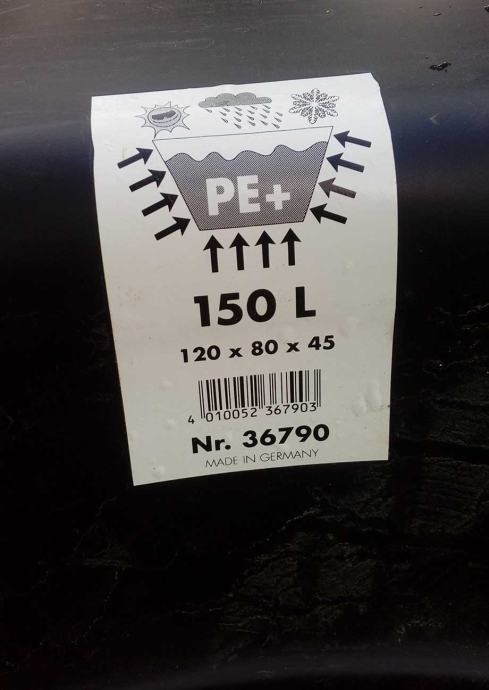 PE+
150 L
120 x 80 x 45
4 010052 367903
Nr. 36790
MADE IN GERMANY